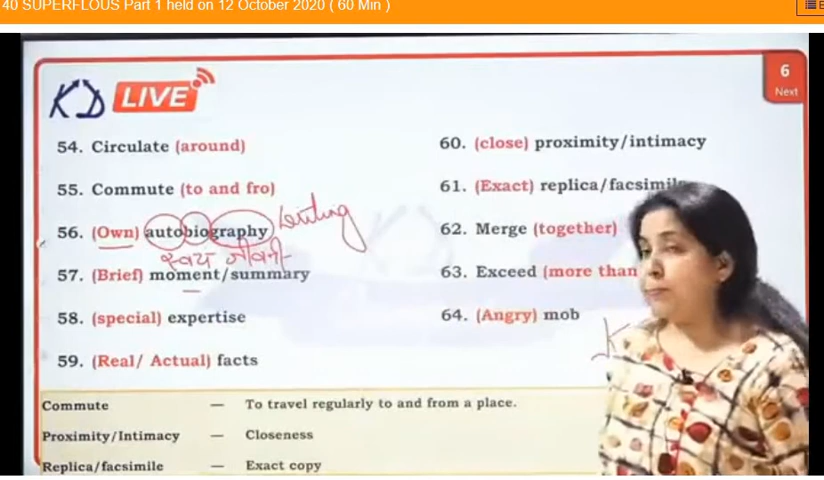 40 SUPERFLOUS Part 1 held on 12 October 2020 ( 60 Min )
KD LIVE
6
Next
54. Circulate (around)
55. Commute (to and fro)
56. (Own) autobiography
writing
स्वयं जीवनी
57. (Brief) moment/summary
58. (special) expertise
59. (Real/ Actual) facts
60. (close) proximity/intimacy
61. (Exact) replica/facsimile
62. Merge (together)
63. Exceed (more than
64. (Angry) mob
Commute — To travel regularly to and from a place.
Proximity/Intimacy — Closeness
Replica/facsimile — Exact copy